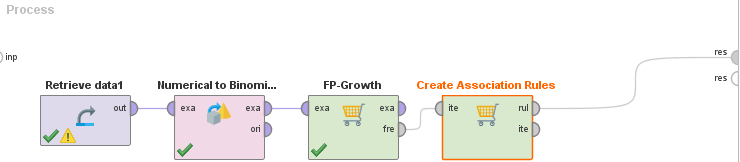 Process
inp
res
res
Retrieve data1
out
Numerical to Binomi...
exa
exa
ori
FP-Growth
exa
exa
fre
Create Association Rules
ite
rul
ite